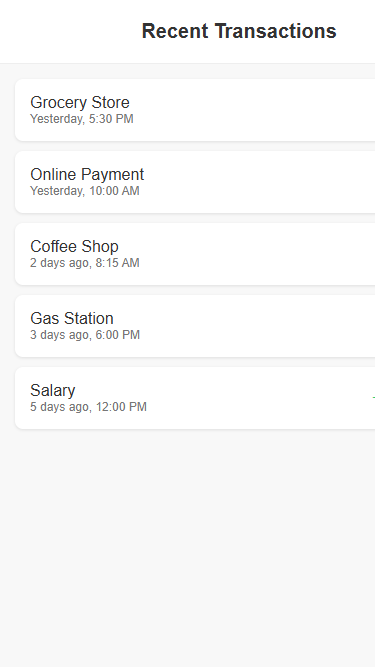 Recent Transactions
Grocery Store
Yesterday, 5:30 PM
Online Payment
Yesterday, 10:00 AM
Coffee Shop
2 days ago, 8:15 AM
Gas Station
3 days ago, 6:00 PM
Salary
5 days ago, 12:00 PM